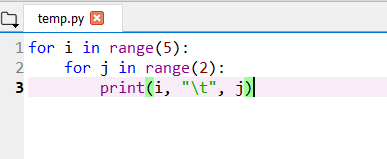 temp.py
1 for i in range(5):
2     for j in range(2):
3         print(i, "\t", j)